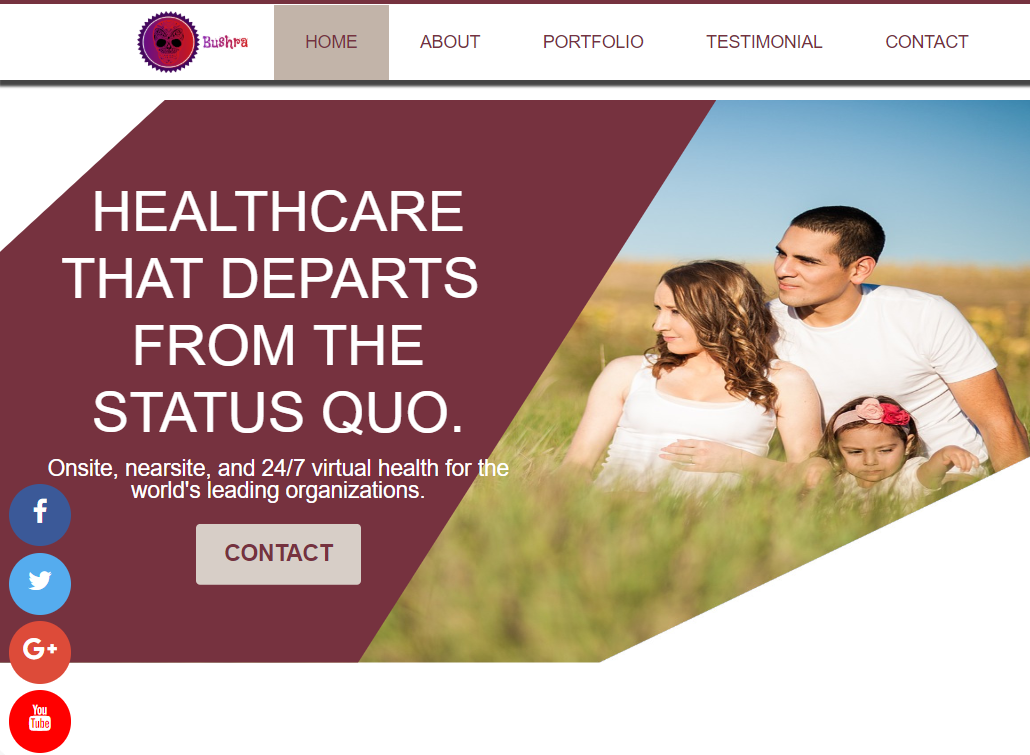 Bushra
HOME
ABOUT
PORTFOLIO
TESTIMONIAL
CONTACT
HEALTHCARE
THAT DEPARTS
FROM THE
STATUS QUO.
Onsite, nearsite, and 24/7 virtual health for the
world's leading organizations.
CONTACT
f
G+
You
Tube